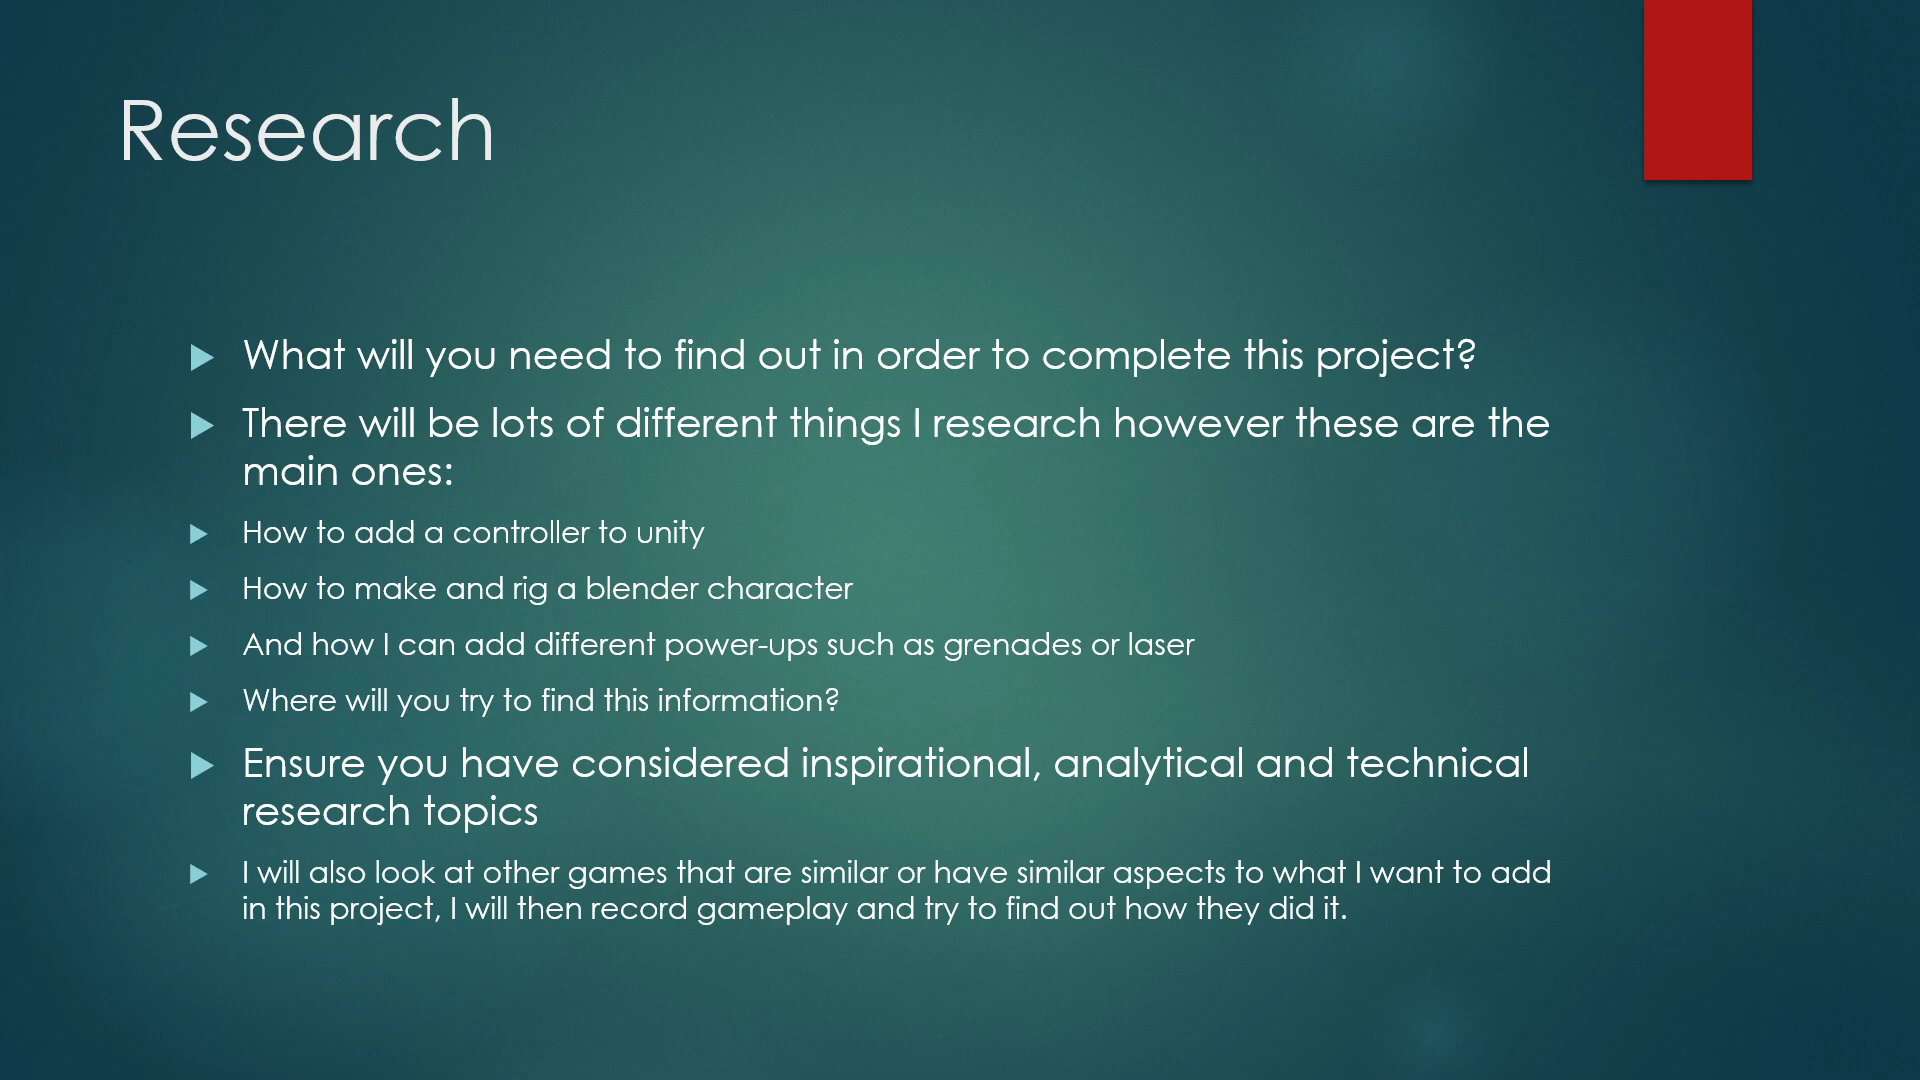 Research
What will you need to find out in order to complete this project?
There will be lots of different things I research however these are the
main ones:
How to add a controller to unity
How to make and rig a blender character
And how I can add different power-ups such as grenades or laser
Where will you try to find this information?
Ensure you have considered inspirational, analytical and technical
research topics
I will also look at other games that are similar or have similar aspects to what I want to add
in this project, I will then record gameplay and try to find out how they did it.